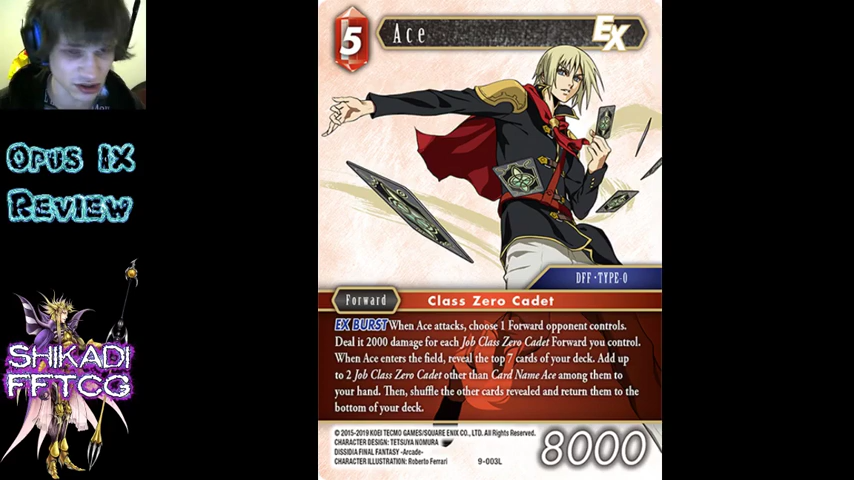 Opus IX
Review
SHIKADI
FFTCG
5
Ace
EX
DFF · TYPE-0
Forward
Class Zero Cadet
EX BURST When Ace attacks, choose 1 Forward opponent controls.
Deal it 2000 damage for each Job Class Zero Cadet Forward you control.
When Ace enters the field, reveal the top 7 cards of your deck. Add up
to 2 Job Class Zero Cadet other than Card Name Ace among them to
your hand. Then, shuffle the other cards revealed and return them to the
bottom of your deck.
© 2015-2019 KOEI TECMO GAMES/SQUARE ENIX CO., LTD. All Rights Reserved.
CHARACTER DESIGN: TETSUYA NOMURA
DISSIDIA FINAL FANTASY -Arcade-
CHARACTER ILLUSTRATION: Roberto Ferrari
9-003L
8000